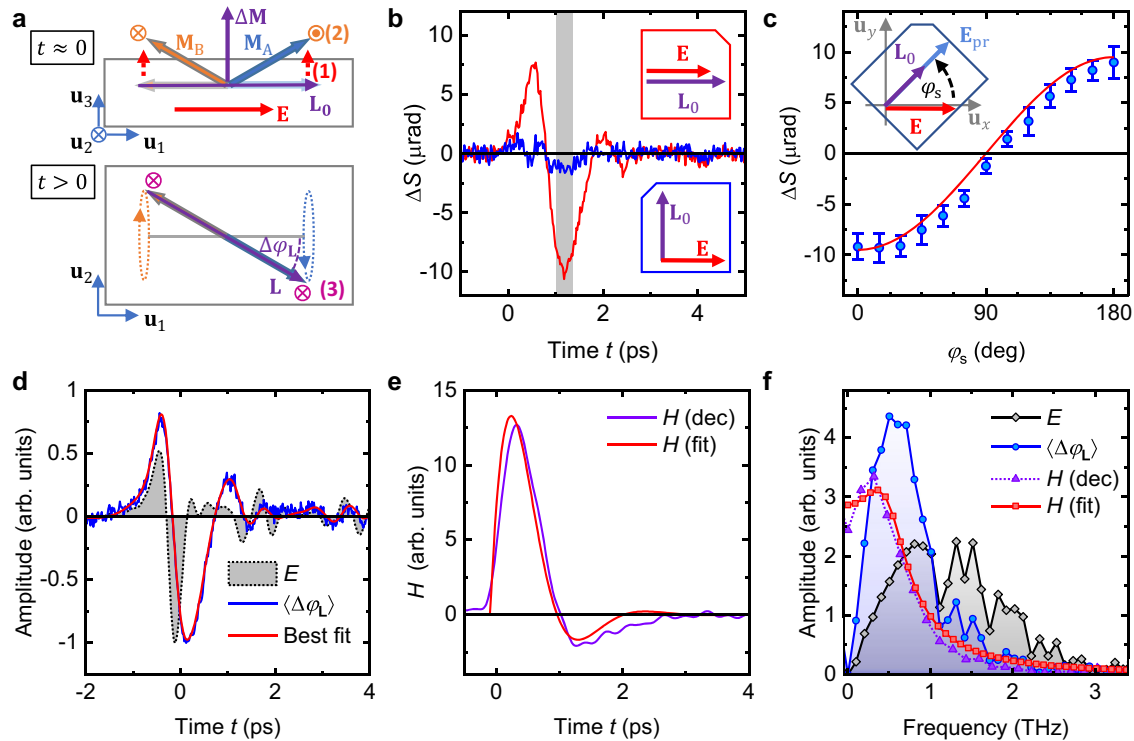 a
t ≈ 0
ΔM
M_B
M_A
(2)
(1)
L_0
E
u_3
u_2
u_1
t > 0
Δφ_L
L
(3)
u_2
u_1
b
ΔS (μrad)
10
5
0
-5
-10
0
2
4
Time t (ps)
E
L_0
L_0
E
c
ΔS (μrad)
10
5
0
-5
-10
0
90
180
φ_s (deg)
u_y
L_0
E_pr
φ_s
E
u_x
d
Amplitude (arb. units)
1
0.5
0
-0.5
-1
-2
0
2
4
Time t (ps)
E
⟨Δφ_L⟩
Best fit
e
H (arb. units)
15
10
5
0
0
2
4
Time t (ps)
H (dec)
H (fit)
f
Amplitude (arb. units)
5
4
3
2
1
0
0
1
2
3
Frequency (THz)
E
⟨Δφ_L⟩
H (dec)
H (fit)